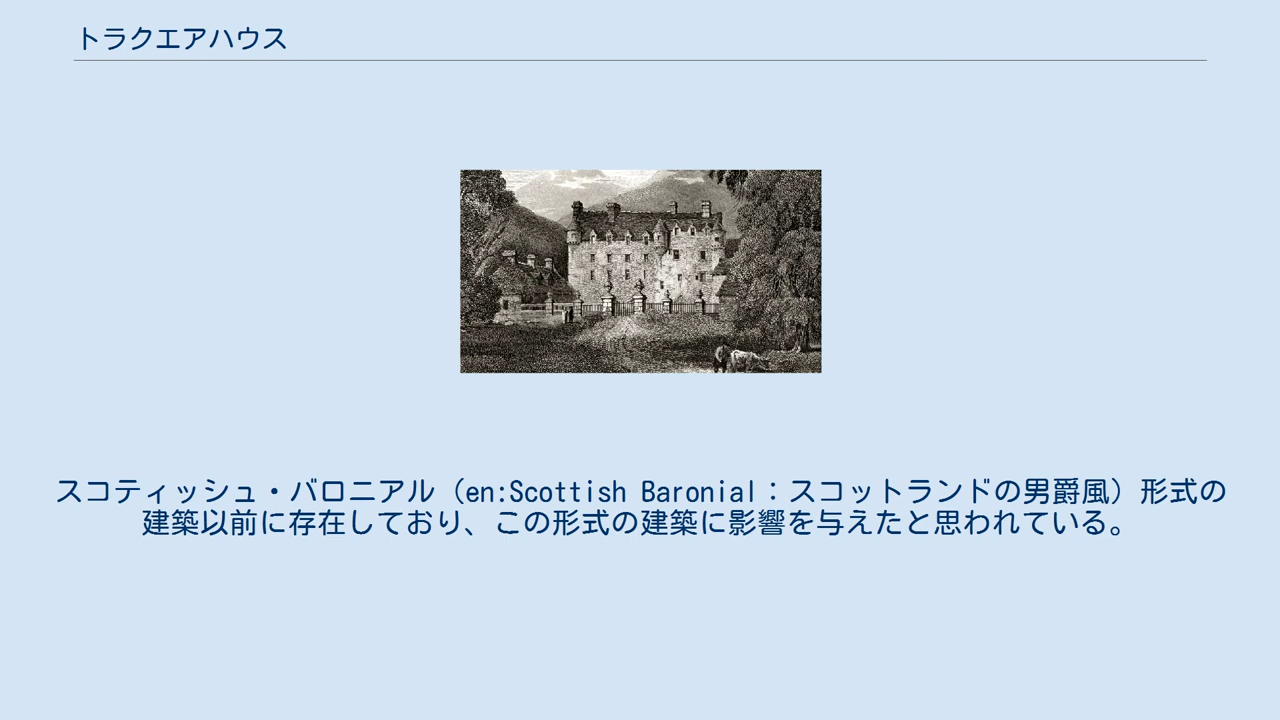 トラクエアハウス
スコティッシュ・バロニアル（en:Scottish Baronial：スコットランドの男爵風）形式の
建築以前に存在しており、この形式の建築に影響を与えたと思われている。